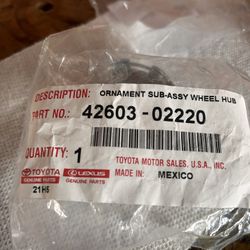 DESCRIPTION: ORNAMENT SUB-ASSY WHEEL HUB
PART NO.: 42603-02220
QUANTITY: 1
TOYOTA MOTOR SALES, U.S.A., INC.
TOYOTA GENUINE PARTS LEXUS GENUINE PARTS
MADE IN: MEXICO
21H5